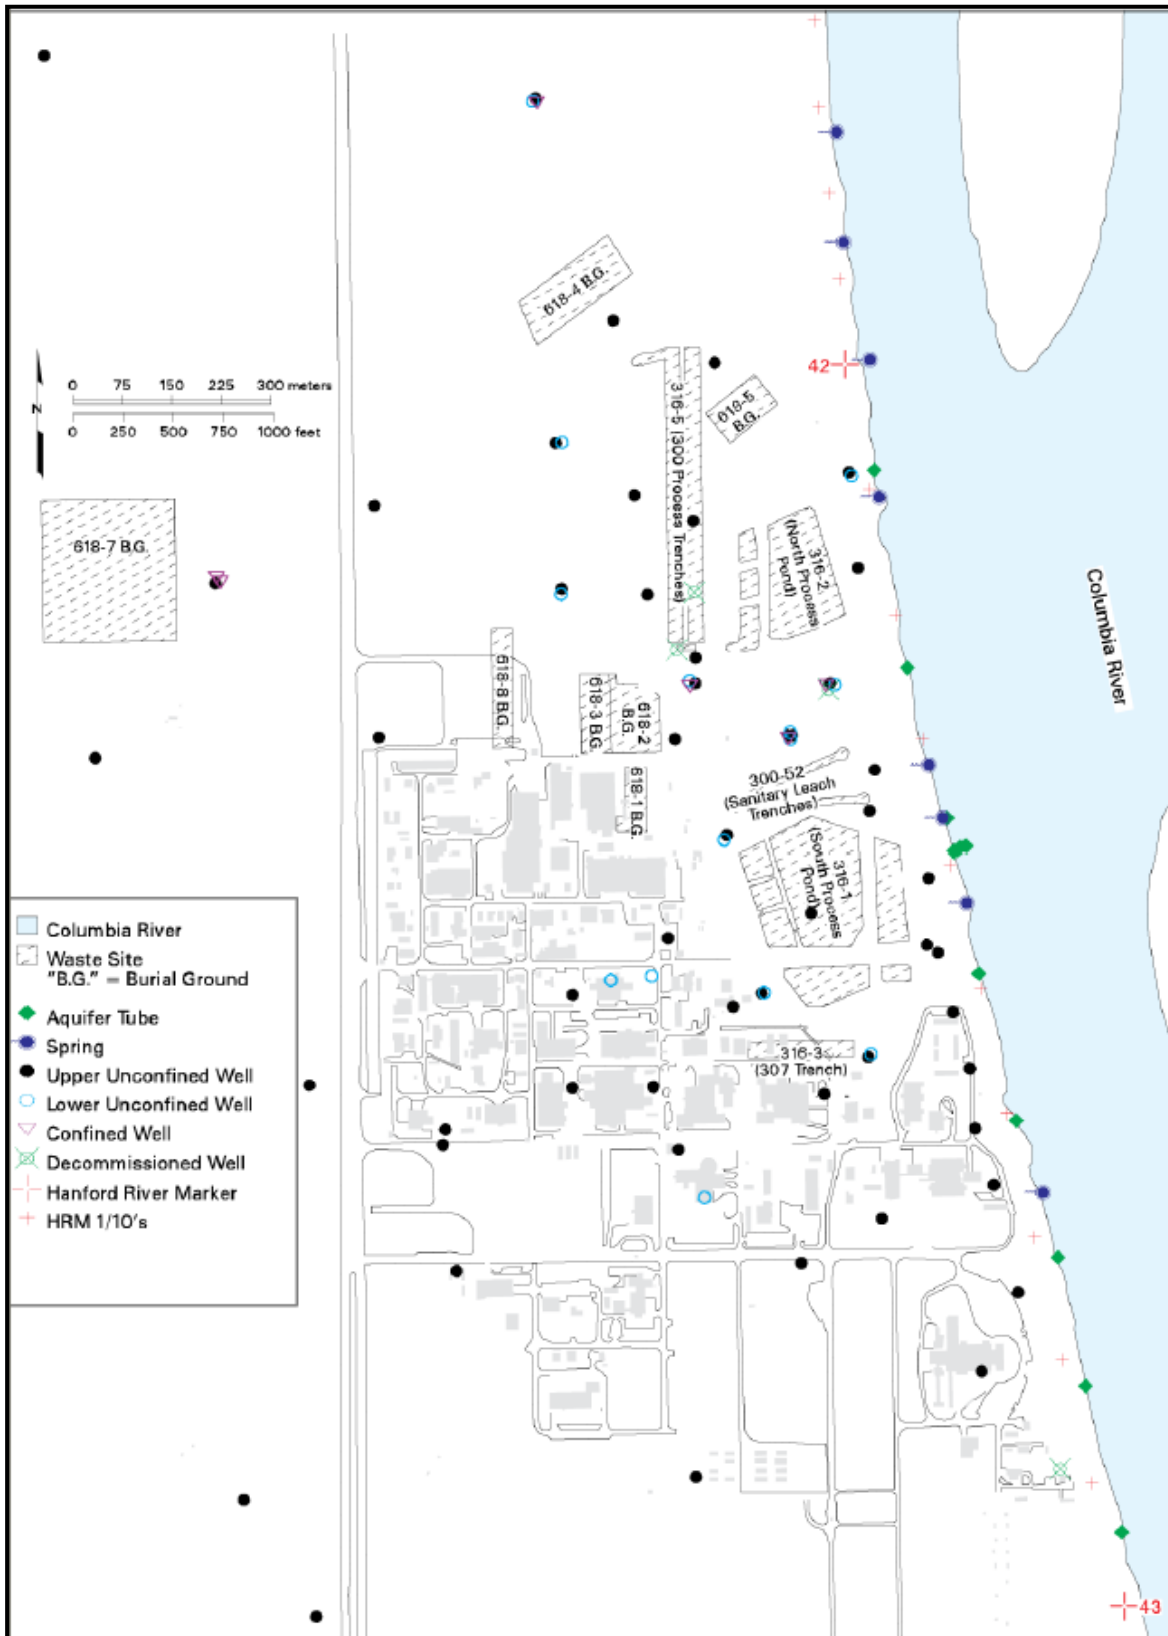 618-4 B.G.
42
0 75 150 225 300 meters
N
0 250 500 750 1000 feet
316-5 (300 Process Trenches)
618-5
B.G.
618-7 B.G.
316-2
(North Process
Pond)
Columbia River
618-8 B.G.
618-3 B.G.
618-2
B.G.
618-1 B.G.
300-52
(Sanitary Leach
Trenches)
316-1
(South Process
Pond)
316-3
(307 Trench)
Columbia River
Waste Site
"B.G." = Burial Ground
Aquifer Tube
Spring
Upper Unconfined Well
Lower Unconfined Well
Confined Well
Decommissioned Well
Hanford River Marker
HRM 1/10's
43